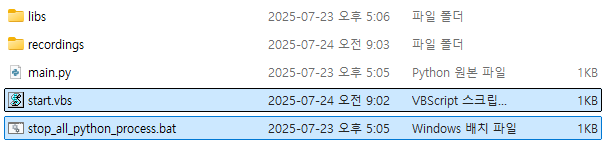 libs 2025-07-23 오후 5:06 파일 폴더
recordings 2025-07-24 오전 9:03 파일 폴더
main.py 2025-07-23 오후 5:05 Python 원본 파일 1KB
start.vbs 2025-07-24 오전 9:02 VBScript 스크립... 1KB
stop_all_python_process.bat 2025-07-23 오후 5:05 Windows 배치 파일 1KB